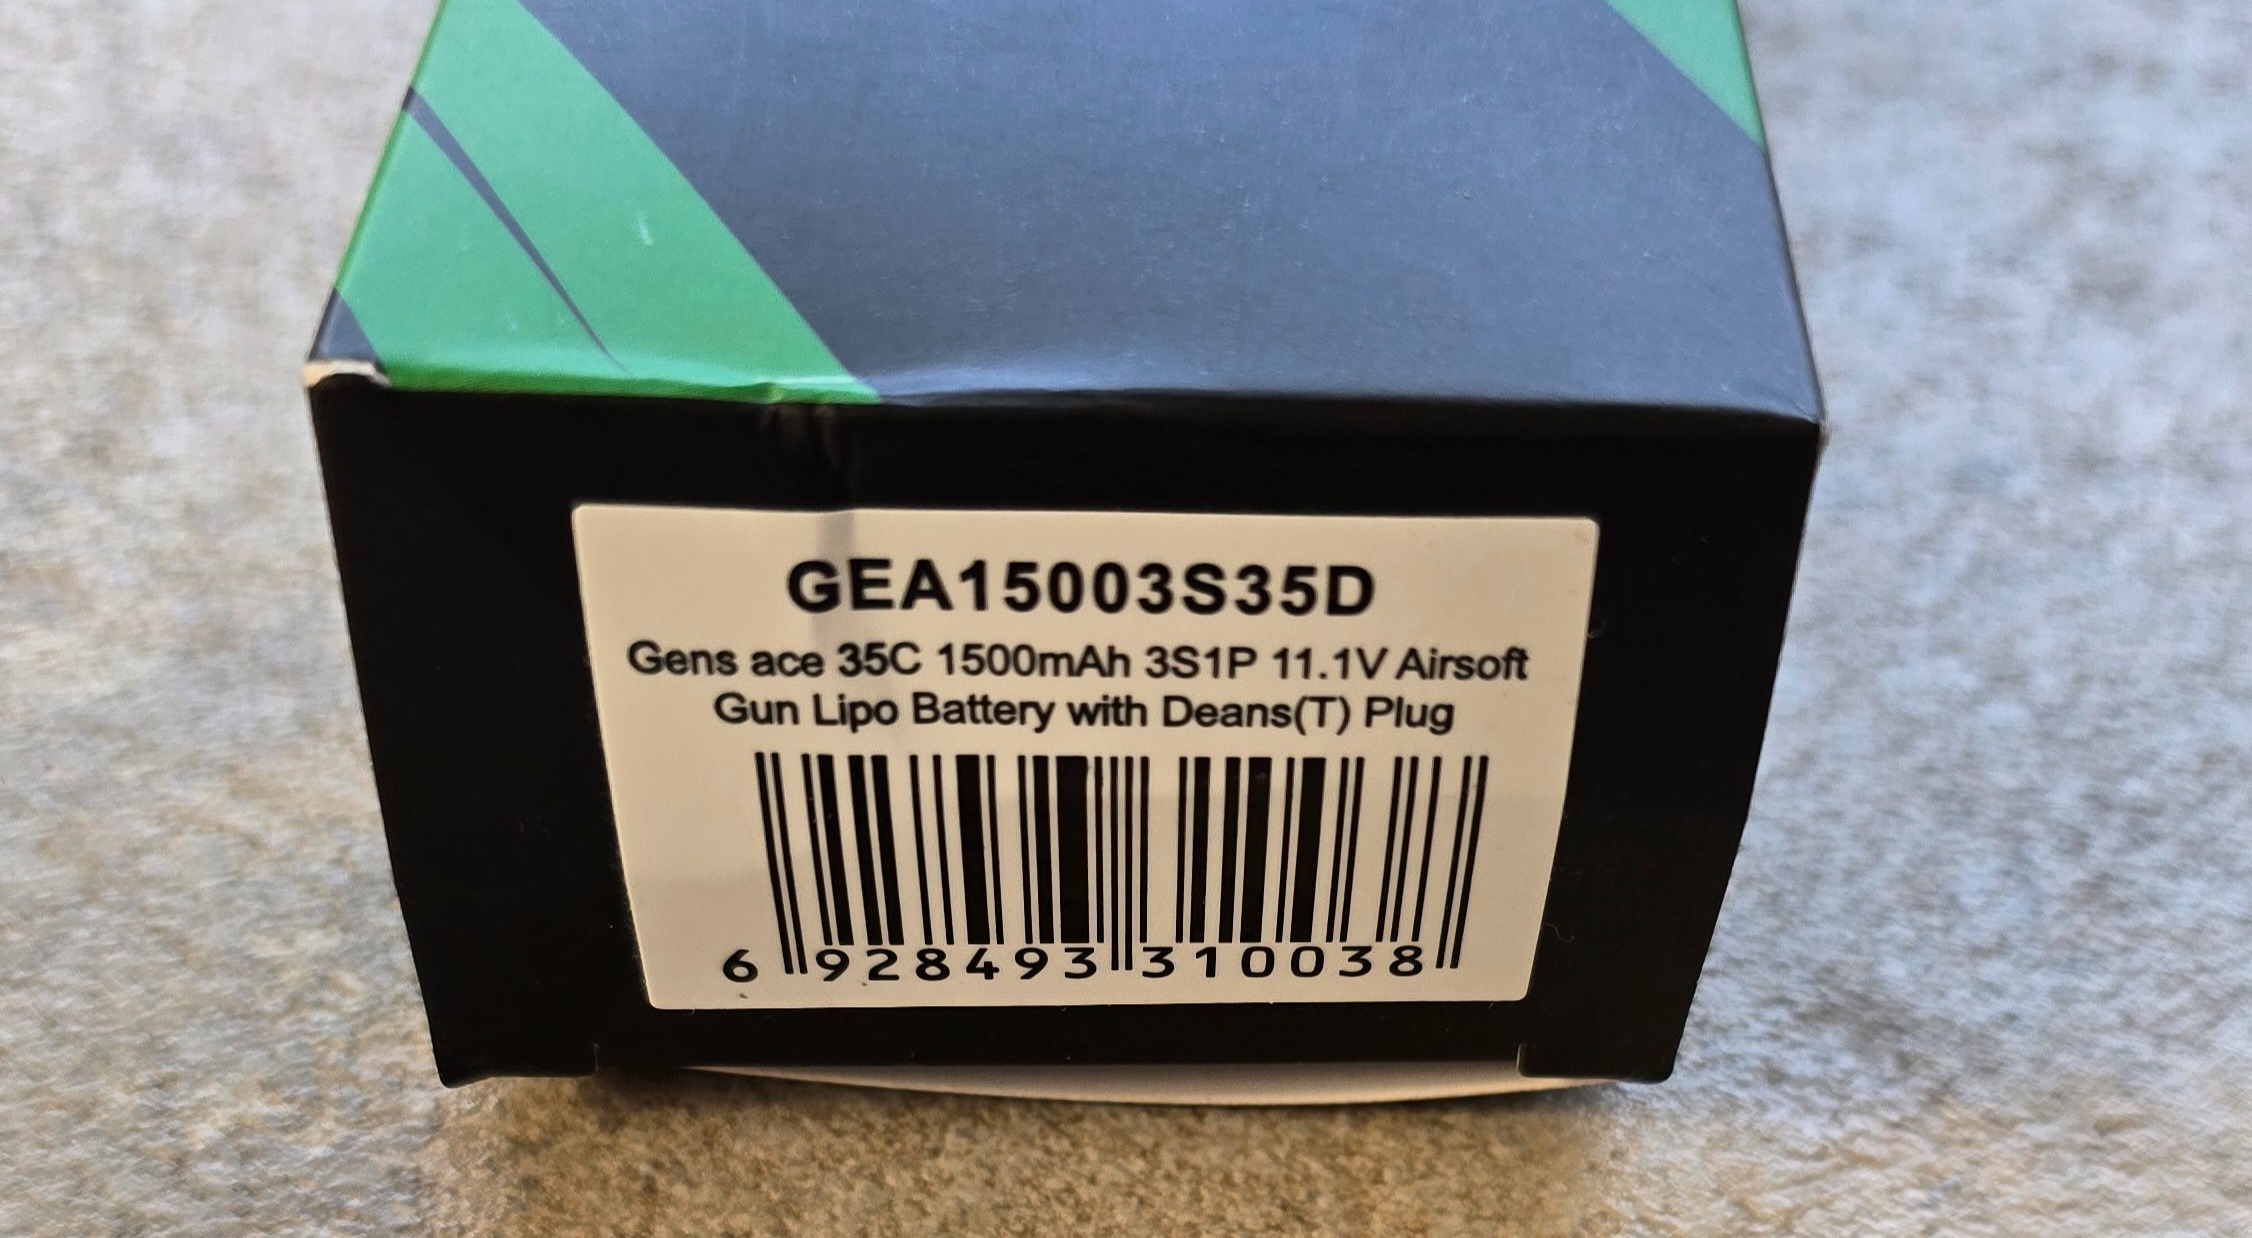 GEA15003S35D
Gens ace 35C 1500mAh 3S1P 11.1V Airsoft
Gun Lipo Battery with Deans(T) Plug
6 928493 310038